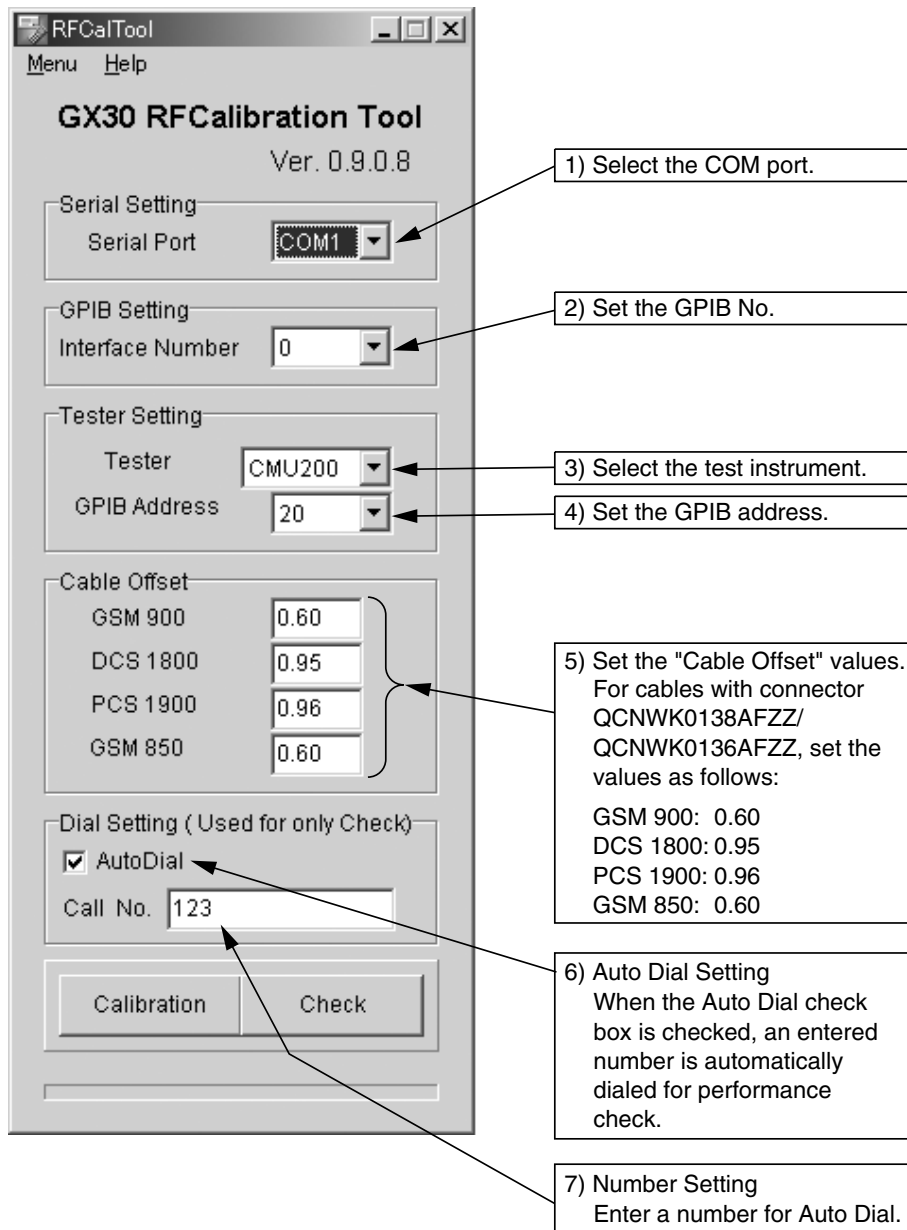 RFCalTool
Menu Help
GX30 RFCalibration Tool
Ver. 0.9.0.8
Serial Setting
Serial Port COM1
GPIB Setting
Interface Number 0
Tester Setting
Tester CMU200
GPIB Address 20
Cable Offset
GSM 900 0.60
DCS 1800 0.95
PCS 1900 0.96
GSM 850 0.60
Dial Setting ( Used for only Check)
AutoDial
Call No. 123
Calibration Check
1) Select the COM port.
2) Set the GPIB No.
3) Select the test instrument.
4) Set the GPIB address.
5) Set the "Cable Offset" values.
For cables with connector
QCNWK0138AFZZ/
QCNWK0136AFZZ, set the
values as follows:
GSM 900: 0.60
DCS 1800: 0.95
PCS 1900: 0.96
GSM 850: 0.60
6) Auto Dial Setting
When the Auto Dial check
box is checked, an entered
number is automatically
dialed for performance
check.
7) Number Setting
Enter a number for Auto Dial.